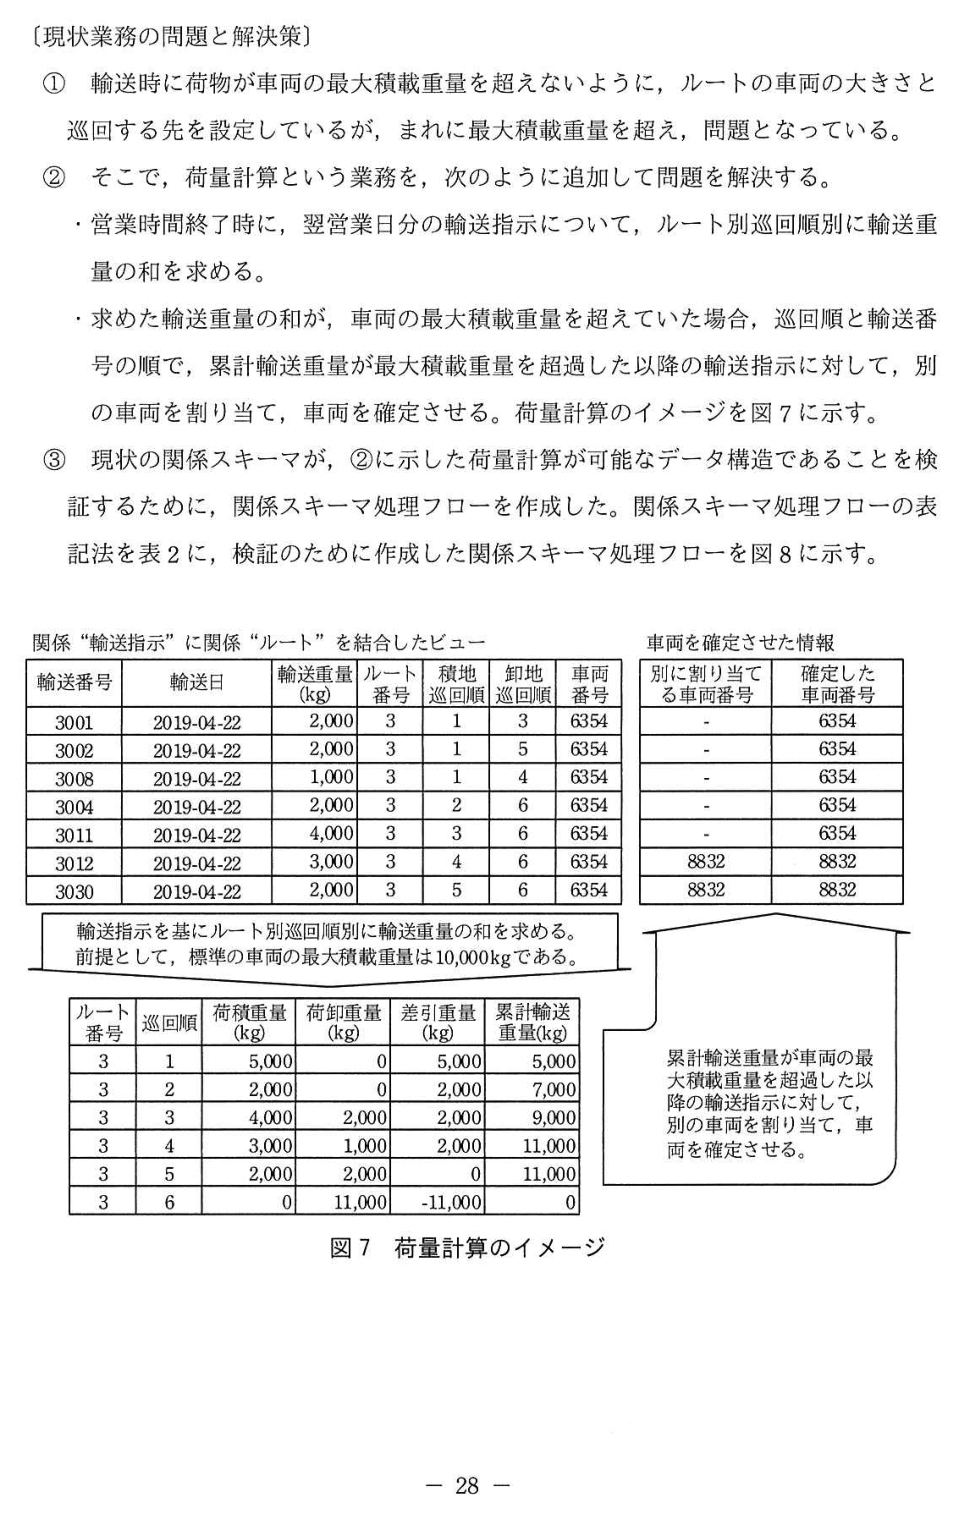 〔現状業務の問題と解決策〕
① 輸送時に荷物が車両の最大積載重量を超えないように，ルートの車両の大きさと
巡回する先を設定しているが，まれに最大積載重量を超え，問題となっている。
② そこで，荷量計算という業務を，次のように追加して問題を解決する。
・営業時間終了時に，翌営業日分の輸送指示について，ルート別巡回順別に輸送重
量の和を求める。
・求めた輸送重量の和が，車両の最大積載重量を超えていた場合，巡回順と輸送番
号の順で，累計輸送重量が最大積載重量を超過した以降の輸送指示に対して，別
の車両を割り当て，車両を確定させる。荷量計算のイメージを図７に示す。
③ 現状の関係スキーマが，②に示した荷量計算が可能なデータ構造であることを検
証するために，関係スキーマ処理フローを作成した。関係スキーマ処理フローの表
記法を表２に，検証のために作成した関係スキーマ処理フローを図８に示す。
関係“輸送指示”に関係“ルート”を結合したビュー 車両を確定させた情報
輸送番号 輸送日 輸送重量(kg) ルート番号 積地巡回順 卸地巡回順 車両番号 別に割り当てる車両番号 確定した車両番号
3001 2019-04-22 2,000 3 1 3 6354 - 6354
3002 2019-04-22 2,000 3 1 5 6354 - 6354
3008 2019-04-22 1,000 3 1 4 6354 - 6354
3004 2019-04-22 2,000 3 2 6 6354 - 6354
3011 2019-04-22 4,000 3 3 6 6354 - 6354
3012 2019-04-22 3,000 3 4 6 6354 8832 8832
3030 2019-04-22 2,000 3 5 6 6354 8832 8832
輸送指示を基にルート別巡回順別に輸送重量の和を求める。
前提として，標準の車両の最大積載重量は10,000kgである。
ルート番号 巡回順 荷積重量(kg) 荷卸重量(kg) 差引重量(kg) 累計輸送重量(kg)
3 1 5,000 0 5,000 5,000
3 2 2,000 0 2,000 7,000
3 3 4,000 2,000 2,000 9,000
3 4 3,000 1,000 2,000 11,000
3 5 2,000 2,000 0 11,000
3 6 0 11,000 -11,000 0
累計輸送重量が車両の最
大積載重量を超過した以
降の輸送指示に対して，
別の車両を割り当て，車
両を確定させる。
図７ 荷量計算のイメージ
－ 28 －